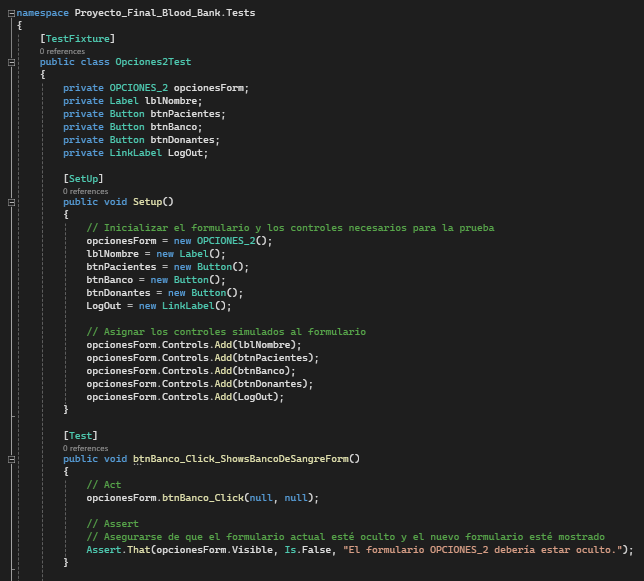 namespace Proyecto_Final_Blood_Bank.Tests
{
[TestFixture]
0 references
public class Opciones2Test
{
private OPCIONES_2 opcionesForm;
private Label lblNombre;
private Button btnPacientes;
private Button btnBanco;
private Button btnDonantes;
private LinkLabel LogOut;
[SetUp]
0 references
public void Setup()
{
// Inicializar el formulario y los controles necesarios para la prueba
opcionesForm = new OPCIONES_2();
lblNombre = new Label();
btnPacientes = new Button();
btnBanco = new Button();
btnDonantes = new Button();
LogOut = new LinkLabel();
// Asignar los controles simulados al formulario
opcionesForm.Controls.Add(lblNombre);
opcionesForm.Controls.Add(btnPacientes);
opcionesForm.Controls.Add(btnBanco);
opcionesForm.Controls.Add(btnDonantes);
opcionesForm.Controls.Add(LogOut);
}
[Test]
0 references
public void btnBanco_Click_ShowsBancoDeSangreForm()
{
// Act
opcionesForm.btnBanco_Click(null, null);
// Assert
// Asegurarse de que el formulario actual esté oculto y el nuevo formulario esté mostrado
Assert.That(opcionesForm.Visible, Is.False, "El formulario OPCIONES_2 debería estar oculto.");
}